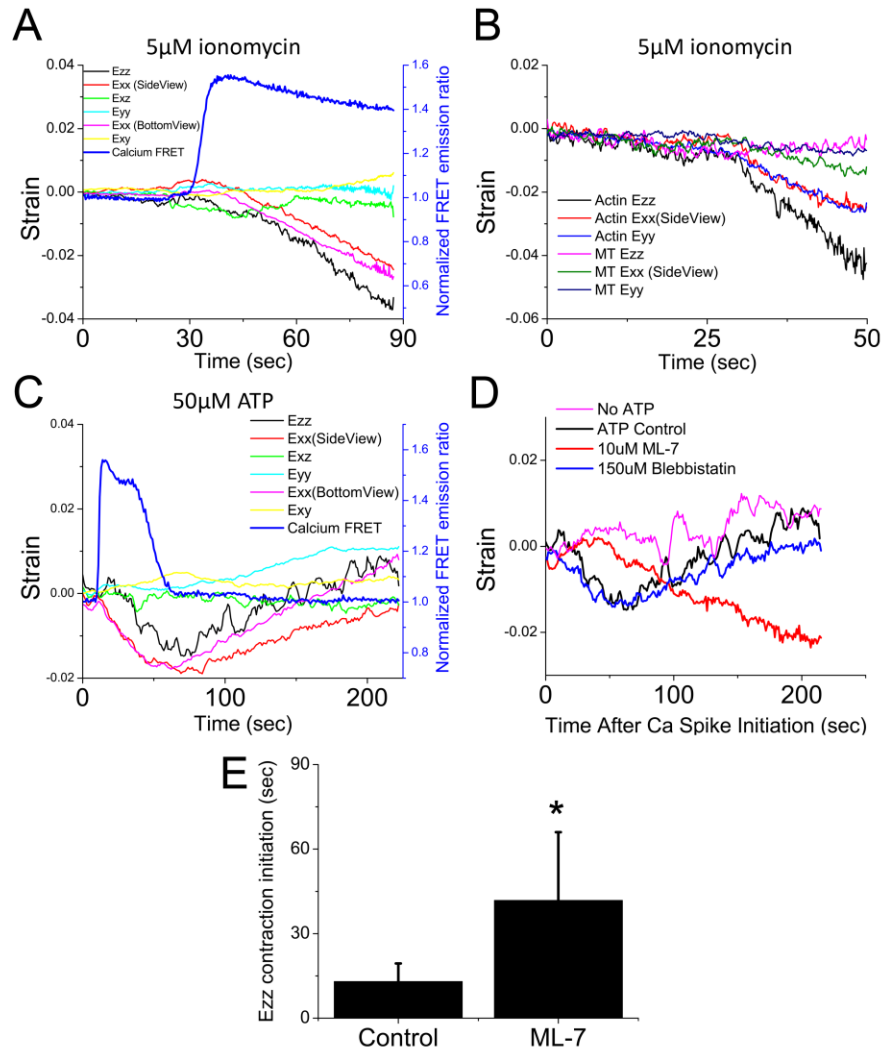 A
5μM ionomycin
Ezz
Exx (SideView)
Exz
Eyy
Exx (BottomView)
Exy
Calcium FRET
0.04
0.02
0.00
-0.02
-0.04
Strain
1.6
1.4
1.2
1.0
0.8
0.6
Normalized FRET emission ratio
0
30
60
90
Time (sec)
B
5μM ionomycin
0.00
-0.02
-0.04
-0.06
Strain
Actin Ezz
Actin Exx(SideView)
Actin Eyy
MT Ezz
MT Exx (SideView)
MT Eyy
0
25
50
Time (sec)
C
50μM ATP
Ezz
Exx(SideView)
Exz
Eyy
Exx(BottomView)
Exy
Calcium FRET
0.04
0.02
0.00
-0.02
Strain
1.6
1.4
1.2
1.0
0.8
Normalized FRET emission ratio
0
100
200
Time (sec)
D
No ATP
ATP Control
10uM ML-7
150uM Blebbistatin
0.02
0.00
-0.02
Strain
0
100
200
Time After Ca Spike Initiation (sec)
E
90
60
30
0
Ezz contraction initiation (sec)
*
Control
ML-7